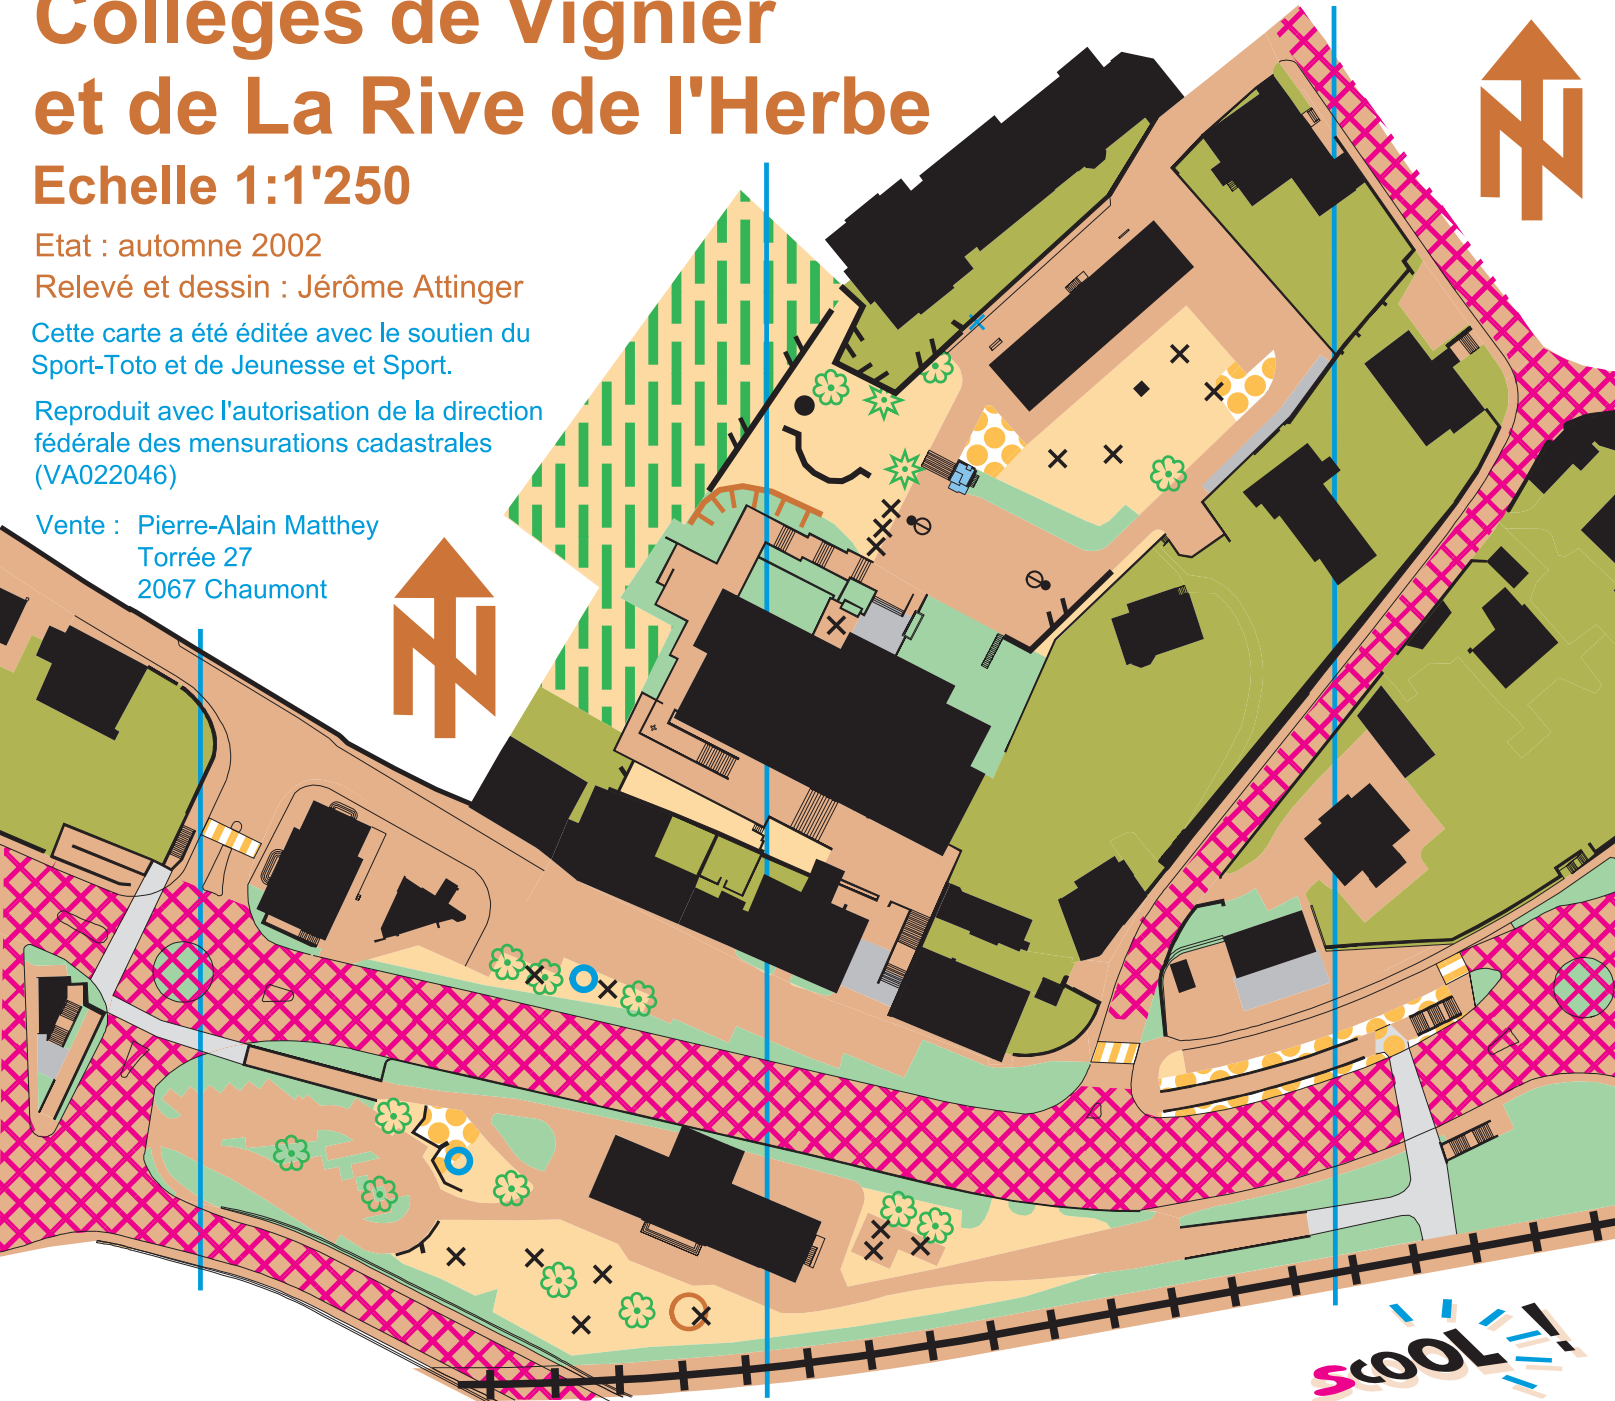 Collèges de Vignier
et de La Rive de l'Herbe
Echelle 1:1'250
Etat : automne 2002
Relevé et dessin : Jérôme Attinger
Cette carte a été éditée avec le soutien du
Sport-Toto et de Jeunesse et Sport.
Reproduit avec l'autorisation de la direction
fédérale des mensurations cadastrales
(VA022046)
Vente : Pierre-Alain Matthey
Torrée 27
2067 Chaumont
N
N
sCOOL!